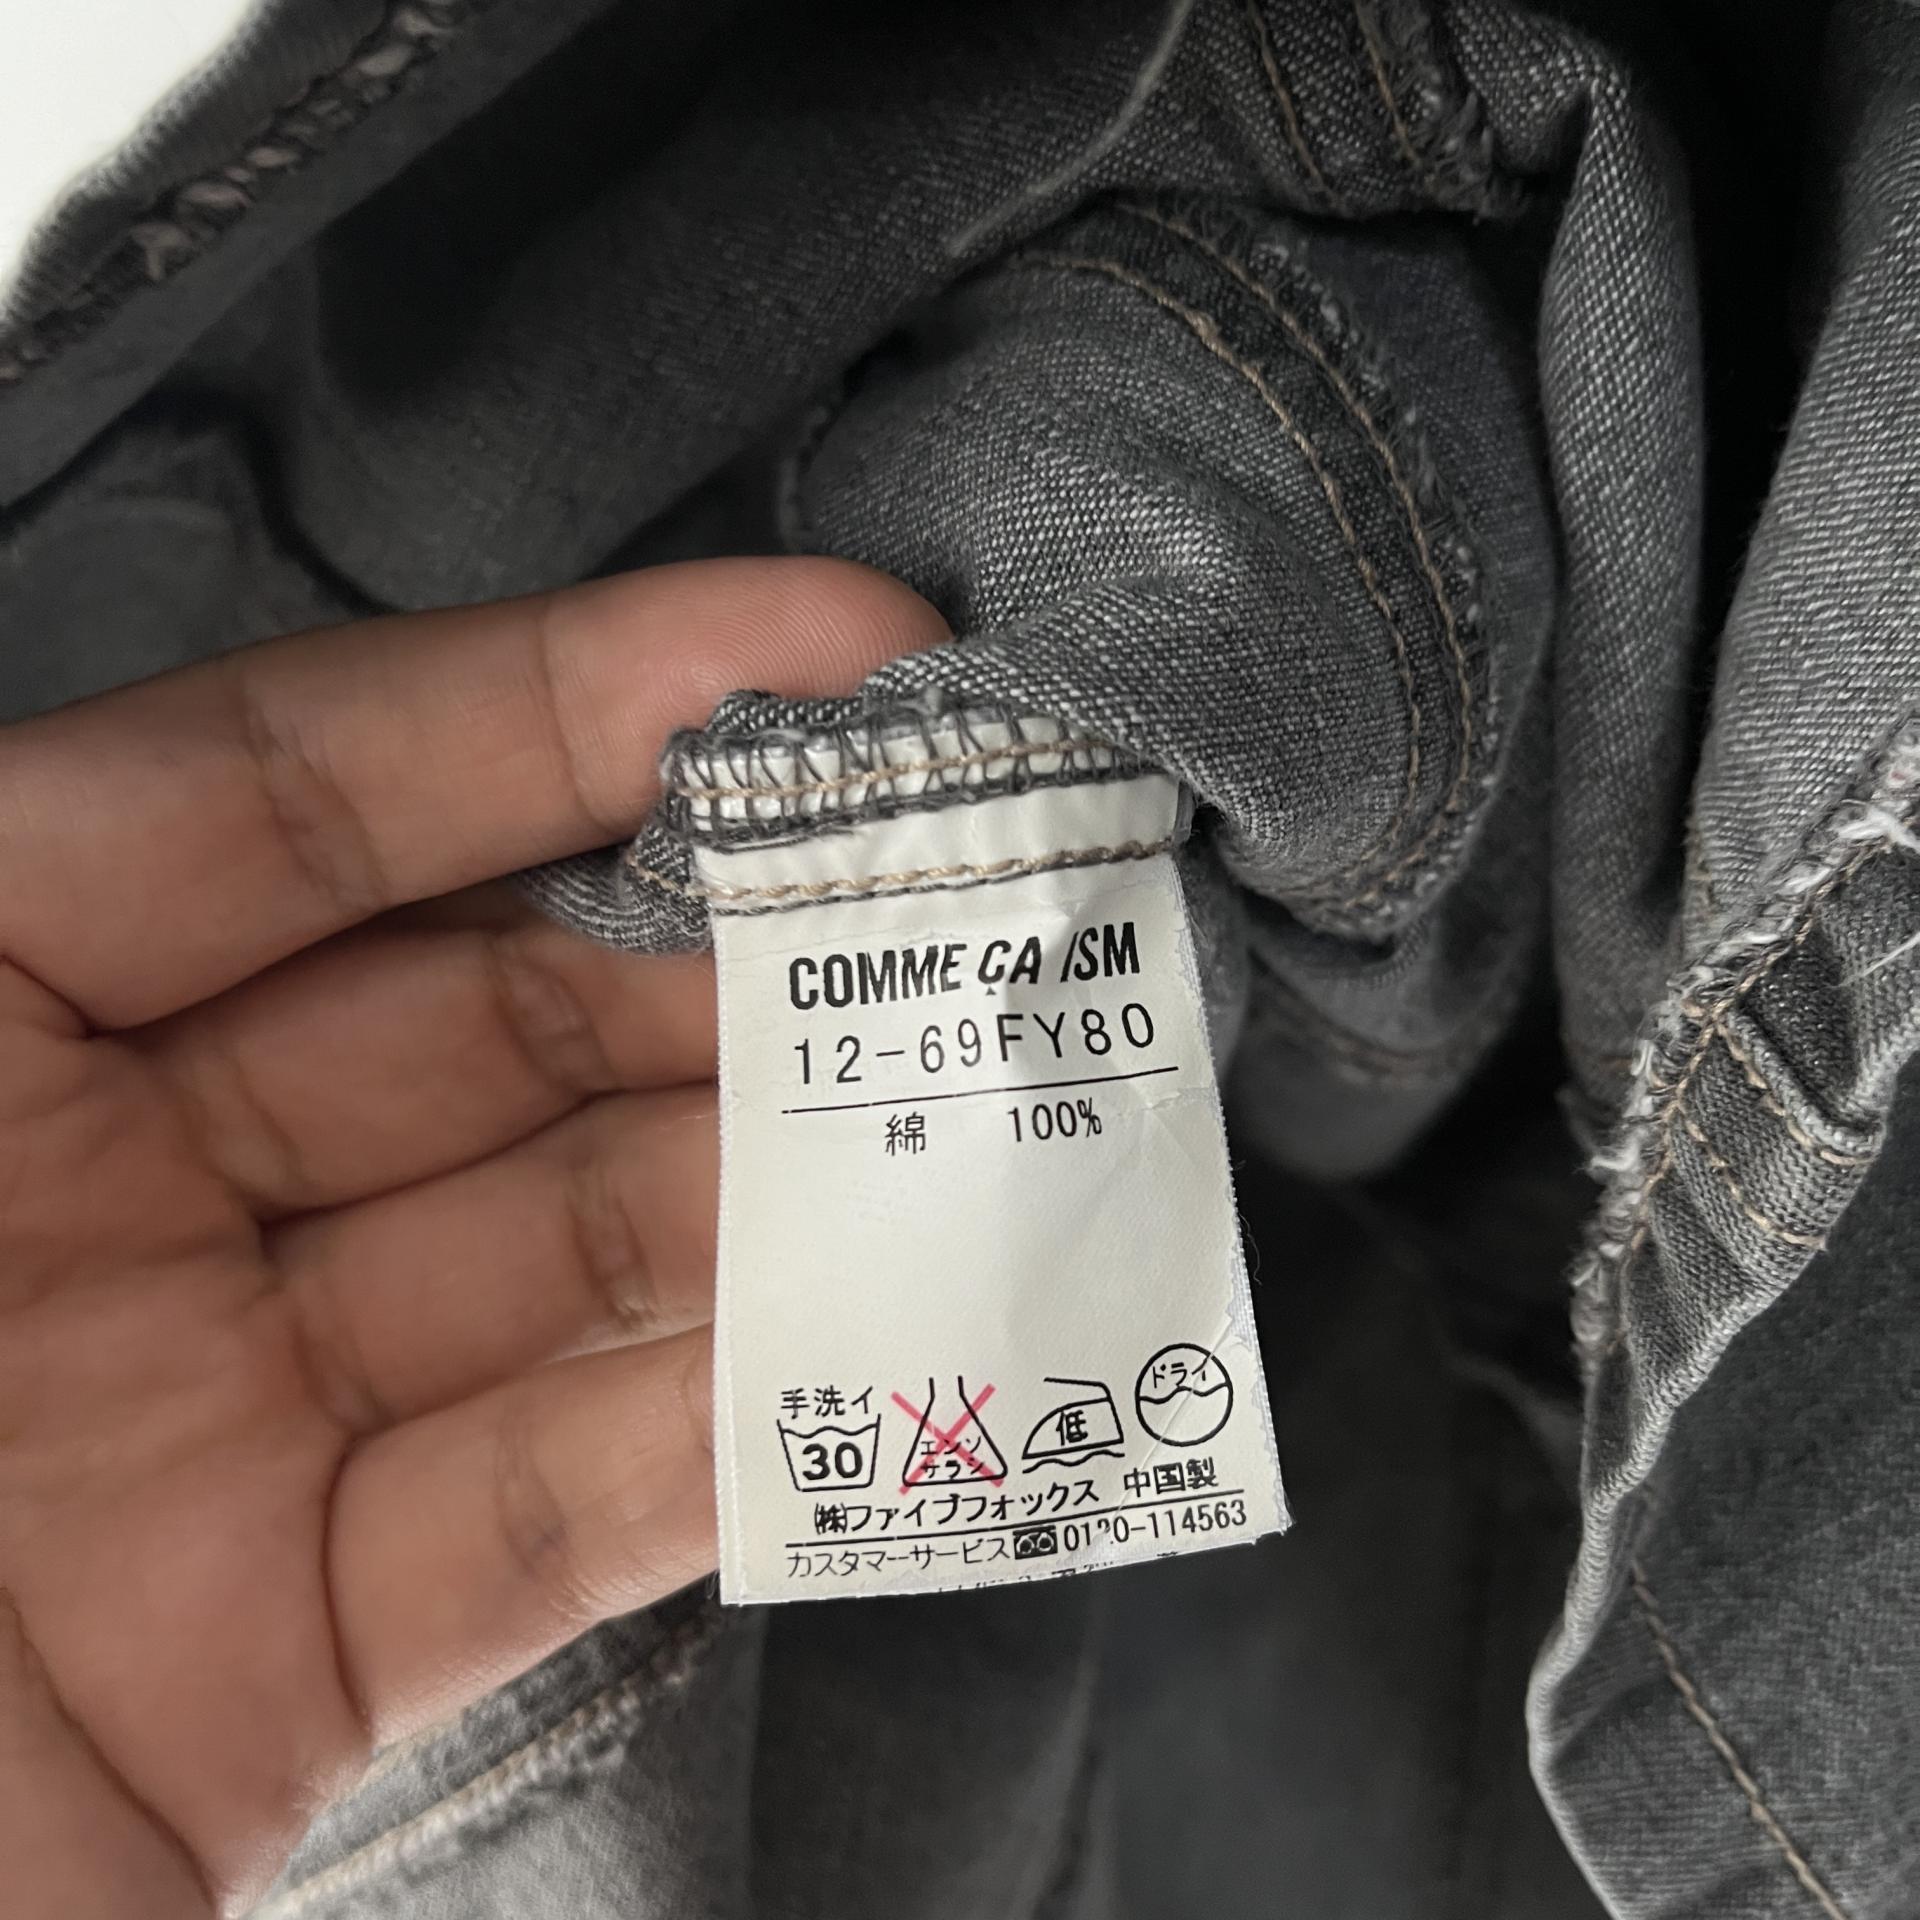 COMME ÇA ISM
12-69FY80
綿 100%
ドライ
手洗イ
30
エンソ
サラシ
低
㈱ファイブフォックス 中国製
カスタマーサービス 0120-114563